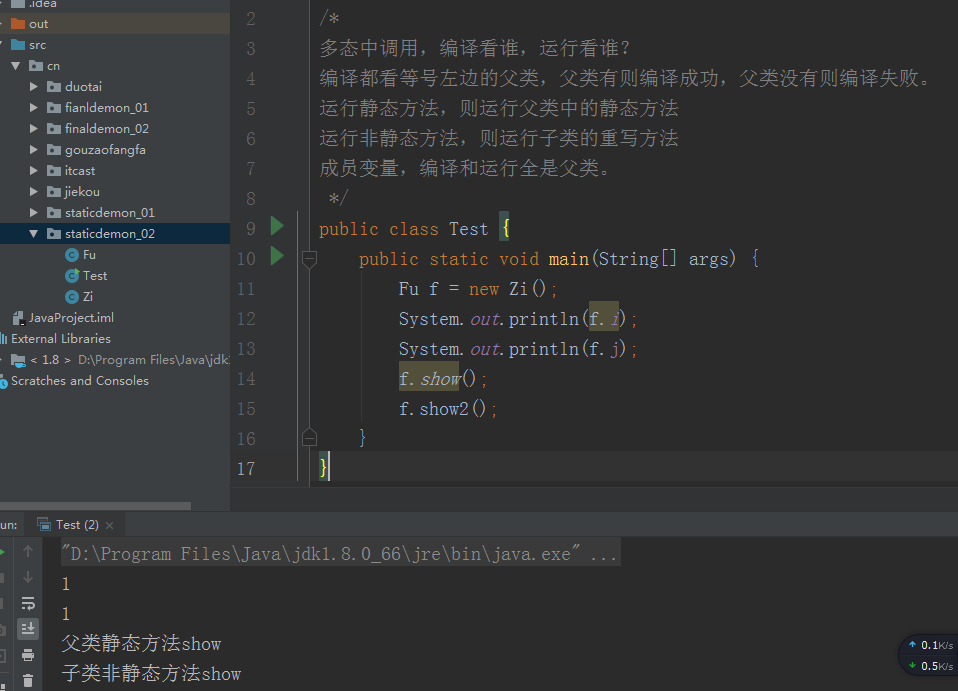 .idea
out
src
cn
duotai
fianldemon_01
finaldemon_02
gouzaofangfa
itcast
jiekou
staticdemon_01
staticdemon_02
Fu
Test
Zi
JavaProject.iml
External Libraries
< 1.8 > D:\Program Files\Java\jdk
Scratches and Consoles
2 /*
3 多态中调用，编译看谁，运行看谁？
4 编译都看等号左边的父类，父类有则编译成功，父类没有则编译失败。
5 运行静态方法，则运行父类中的静态方法
6 运行非静态方法，则运行子类的重写方法
7 成员变量，编译和运行全是父类。
8 */
9 public class Test {
10 public static void main(String[] args) {
11 Fu f = new Zi();
12 System.out.println(f.i);
13 System.out.println(f.j);
14 f.show();
15 f.show2();
16 }
17 }
un: Test (2) ×
"D:\Program Files\Java\jdk1.8.0_66\jre\bin\java.exe" ...
1
1
父类静态方法show
子类非静态方法show
0.1K/s
0.5K/s